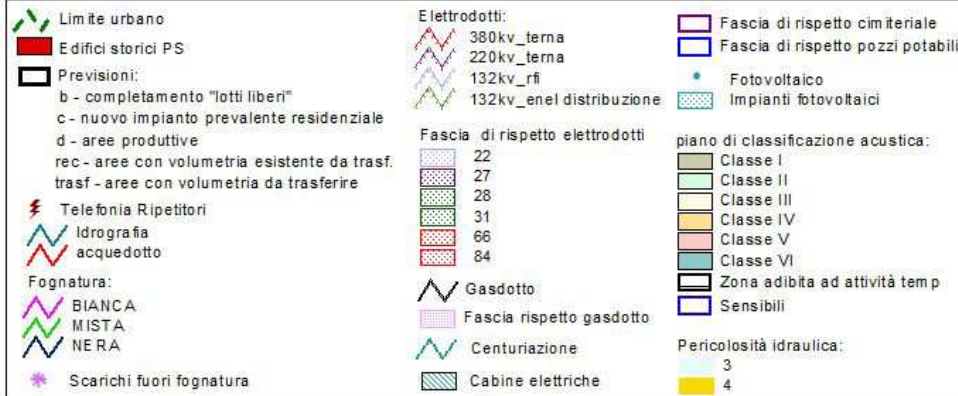 Limite urbano
Edifici storici PS
Previsioni:
b - completamento "lotti liberi"
c - nuovo impianto prevalente residenziale
d - aree produttive
rec - aree con volumetria esistente da trasf.
trasf - aree con volumetria da trasferire
Telefonia Ripetitori
Idrografia
acquedotto
Fognatura:
BIANCA
MISTA
NERA
Scarichi fuori fognatura
Elettrodotti:
380kv_terna
220kv_terna
132kv_rfi
132kv_enel distribuzione
Fascia di rispetto elettrodotti
22
27
28
31
66
84
Gasdotto
Fascia rispetto gasdotto
Centuriazione
Cabine elettriche
Fascia di rispetto cimiteriale
Fascia di rispetto pozzi potabili
Fotovoltaico
Impianti fotovoltaici
piano di classificazione acustica:
Classe I
Classe II
Classe III
Classe IV
Classe V
Classe VI
Zona adibita ad attività temp
Sensibili
Pericolosità idraulica:
3
4